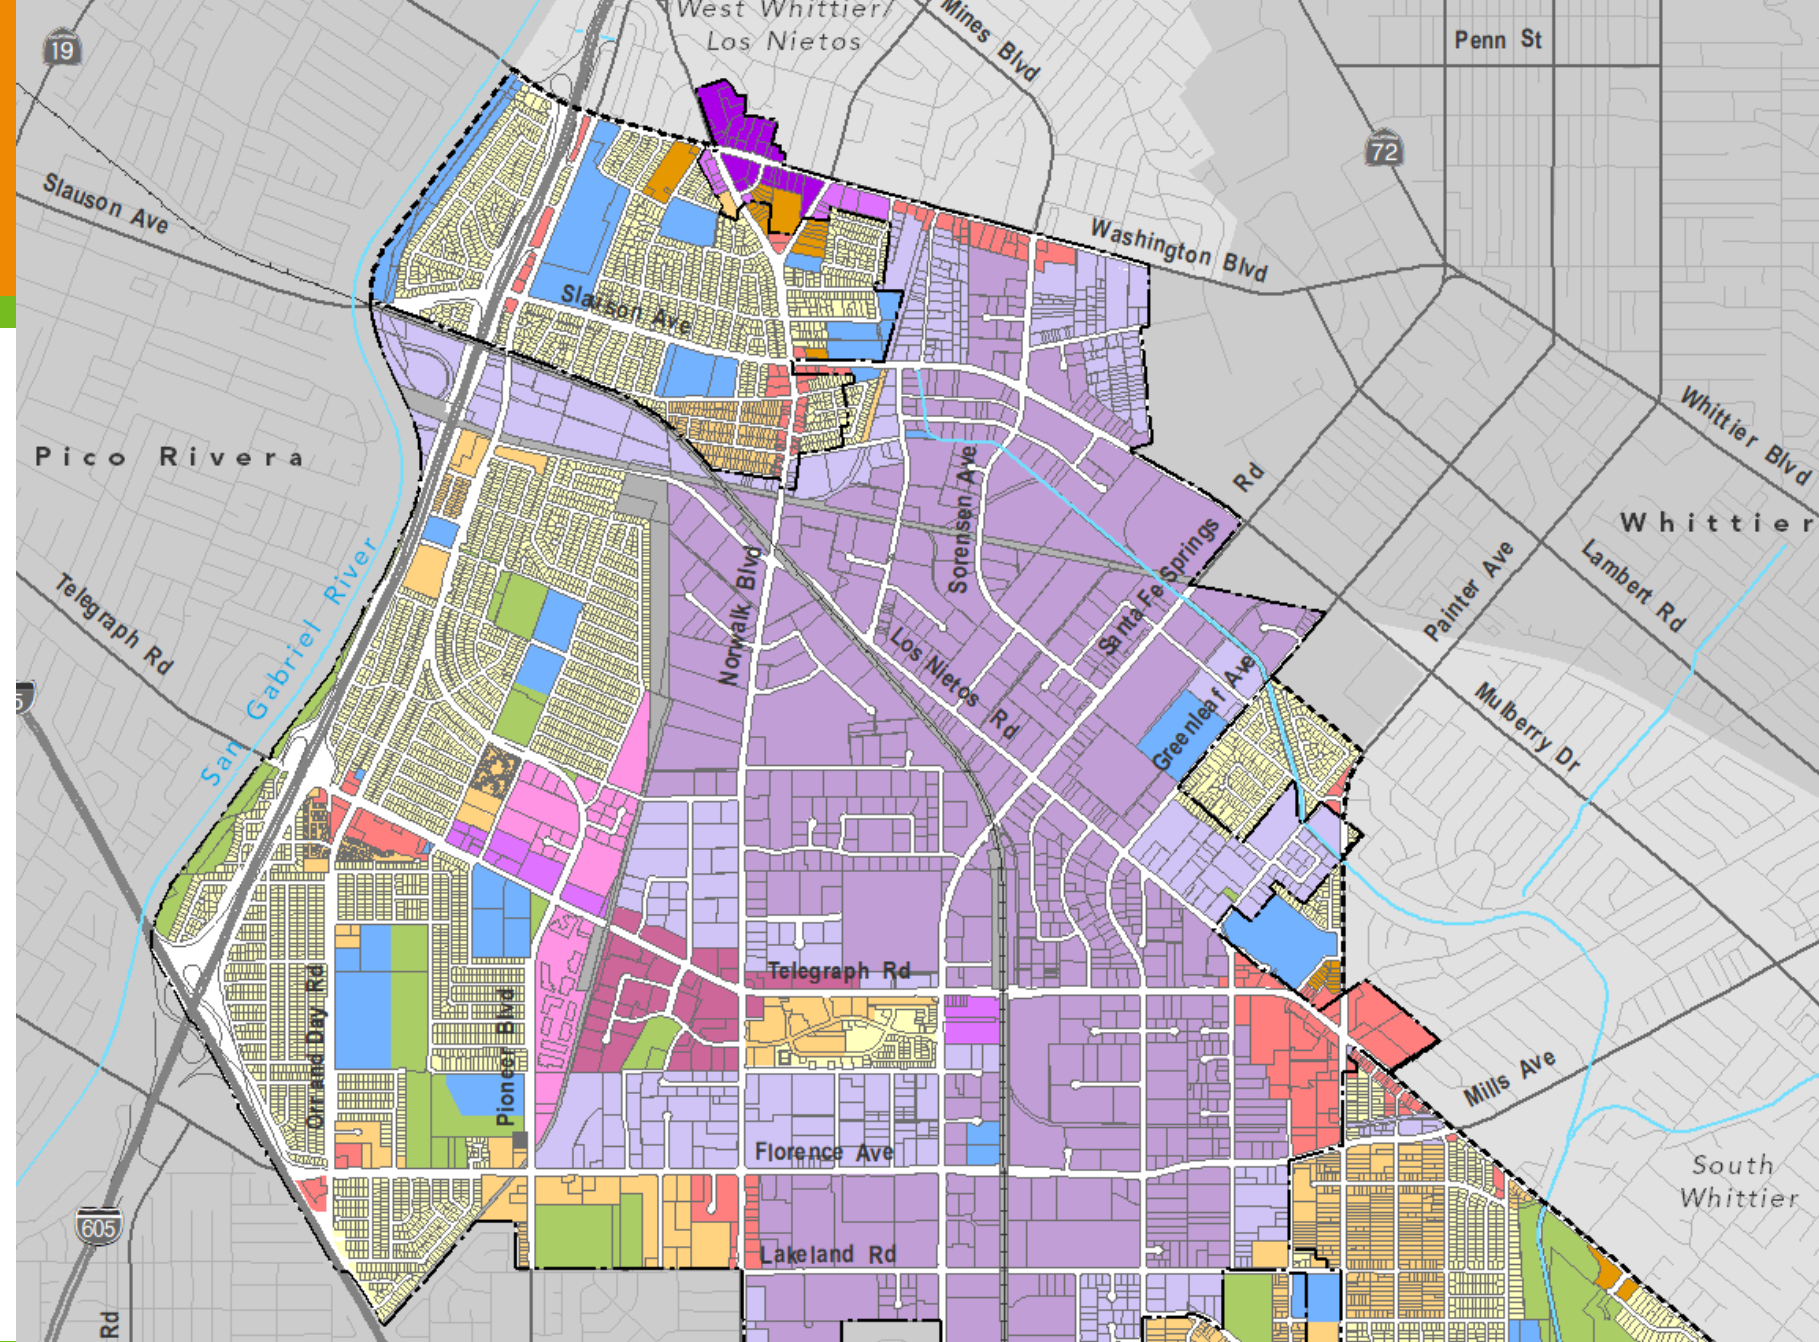 West Whittier/
Los Nietos
Mines Blvd
Penn St
19
72
Slauson Ave
Washington Blvd
Slauson Ave
Whittier Blvd
Pico Rivera
Rd
Whittier
Sorensen Ave
Santa Fe Springs
Painter Ave
Lambert Rd
Telegraph Rd
San Gabriel River
Norwalk Blvd
Los Nietos Rd
Greenleaf Ave
Mulberry Dr
5
Telegraph Rd
Orr and Day Rd
Pioneer Blvd
Mills Ave
Florence Ave
South
Whittier
605
Lakeland Rd
Rd